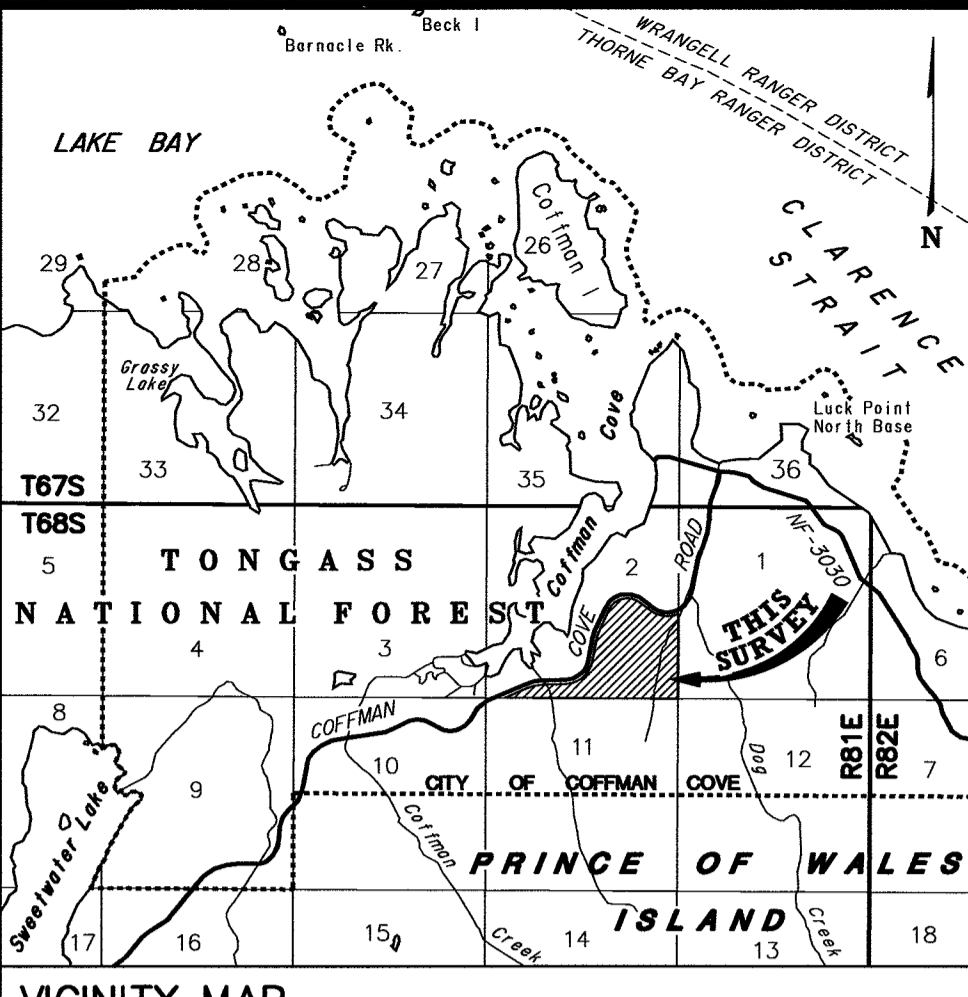 Beck I
Barnacle Rk.
WRANGELL RANGER DISTRICT
THORNE BAY RANGER DISTRICT
LAKE BAY
N
CLARENCE
STRAIT
Coffman I
29
28
27
26
Grassy
Lake
32
33
34
35
36
Cove
Luck Point
North Base
T67S
T68S
Coffman
NF-3030
ROAD
5
TONGASS
2
1
NATIONAL FOREST
THIS
SURVEY
4
3
COVE
6
8
COFFMAN
R81E
R82E
9
10
11
12
7
Dog
CITY OF COFFMAN COVE
Sweetwater Lake
Coffman
PRINCE OF WALES
ISLAND
17
16
15
Creek
14
13
Creek
18
VICINITY MAP